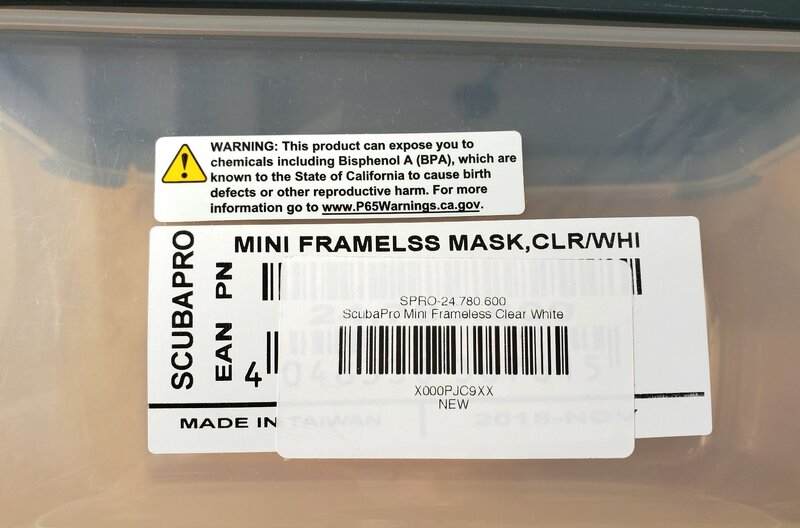 WARNING: This product can expose you to
chemicals including Bisphenol A (BPA), which are
known to the State of California to cause birth
defects or other reproductive harm. For more
information go to www.P65Warnings.ca.gov.
SCUBAPRO
EAN PN
MINI FRAMELSS MASK,CLR/WHI
4
SPRO-24.780.600
ScubaPro Mini Frameless Clear White
X000PJC9XX
NEW
MADE IN TAIWAN
2018-NOV